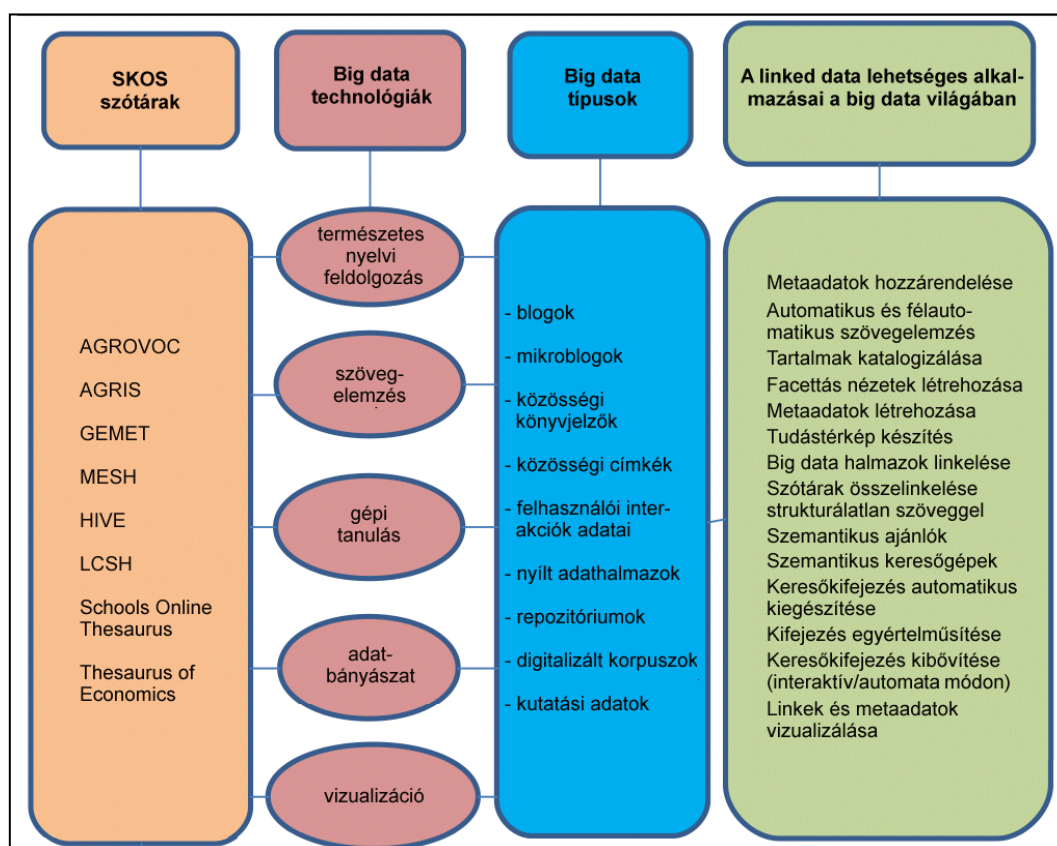 SKOS
szótárak
Big data
technológiák
Big data
típusok
A linked data lehetséges alkal-
mazásai a big data világában
AGROVOC
AGRIS
GEMET
MESH
HIVE
LCSH
Schools Online
Thesaurus
Thesaurus of
Economics
természetes
nyelvi
feldolgozás
szöveg-
elemzés
gépi
tanulás
adat-
bányászat
vizualizáció
- blogok
- mikroblogok
- közösségi
könyvjelzők
- közösségi címkék
- felhasználói inter-
akciók adatai
- nyílt adathalmazok
- repozitóriumok
- digitalizált korpuszok
- kutatási adatok
Metaadatok hozzárendelése
Automatikus és félauto-
matikus szövegelemzés
Tartalmak katalogizálása
Facettás nézetek létrehozása
Metaadatok létrehozása
Tudástérkép készítés
Big data halmazok linkelése
Szótárak összelinkelése
strukturálatlan szöveggel
Szemantikus ajánlók
Szemantikus keresőgépek
Keresőkifejezés automatikus
kiegészítése
Kifejezés egyértelműsítése
Keresőkifejezés kibővítése
(interaktív/automata módon)
Linkek és metaadatok
vizualizálása